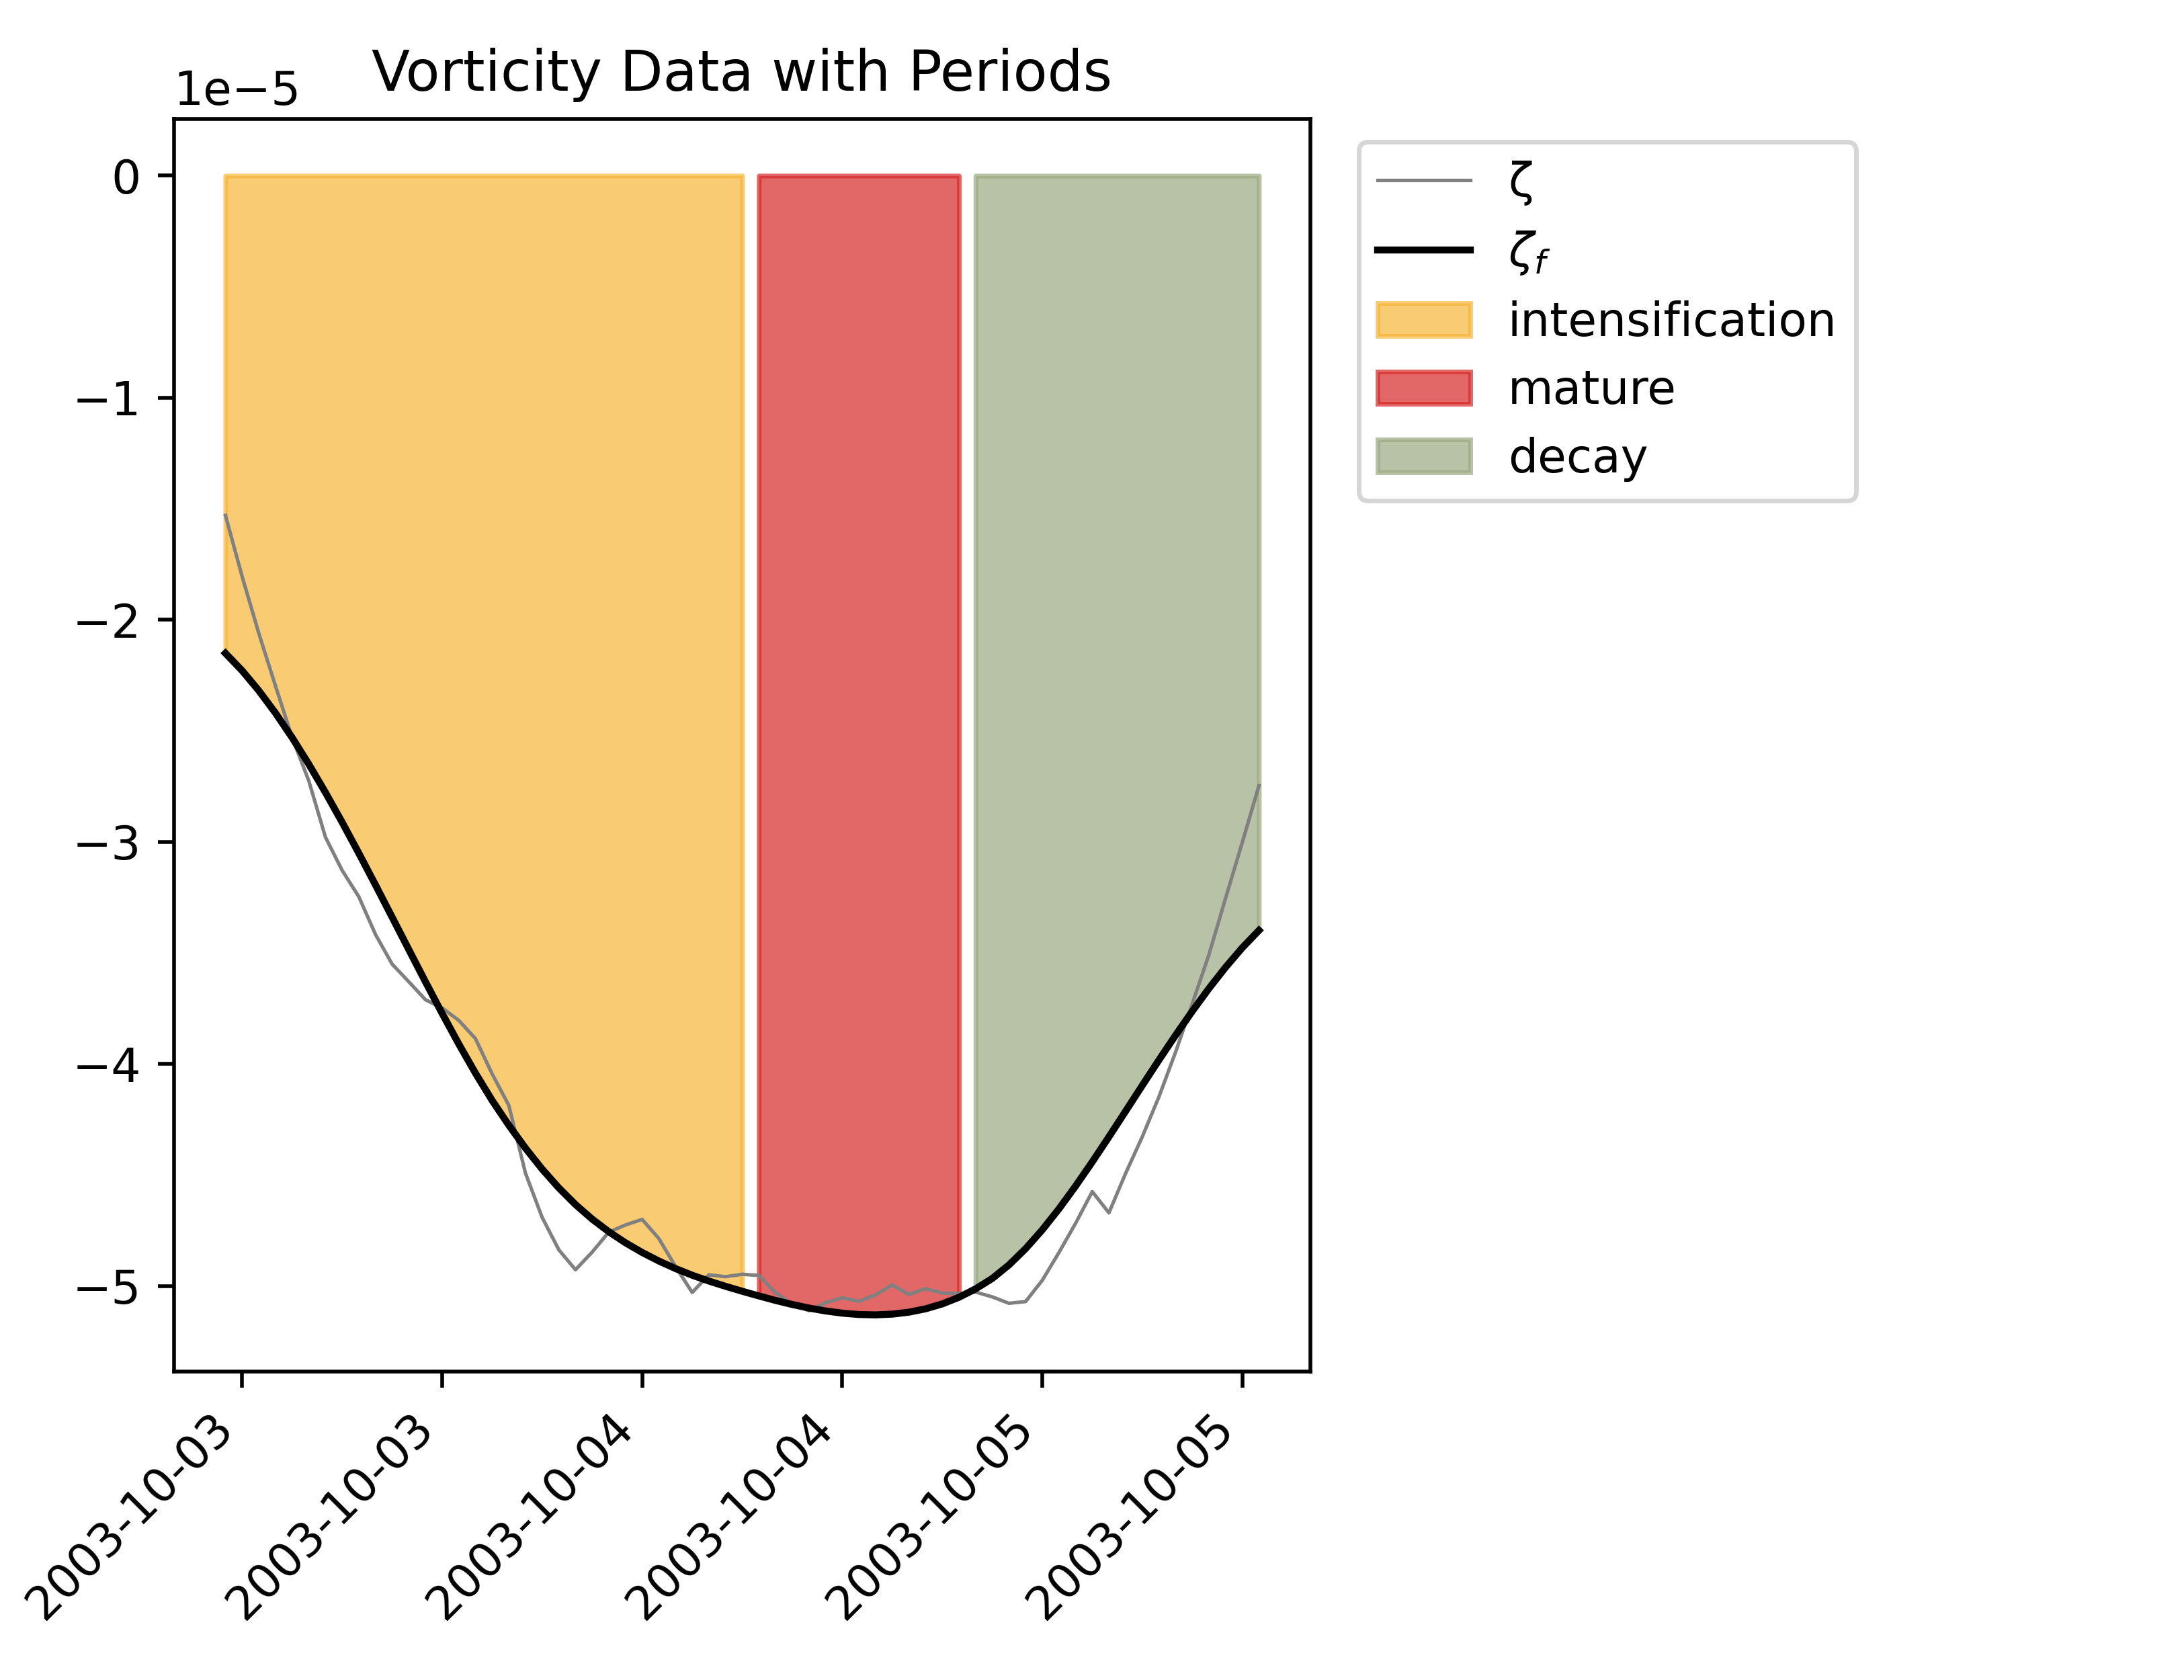 Vorticity Data with Periods
1e−5
0
−1
−2
−3
−4
−5
2003-10-03
2003-10-03
2003-10-04
2003-10-04
2003-10-05
2003-10-05
ζ
ζf
intensification
mature
decay